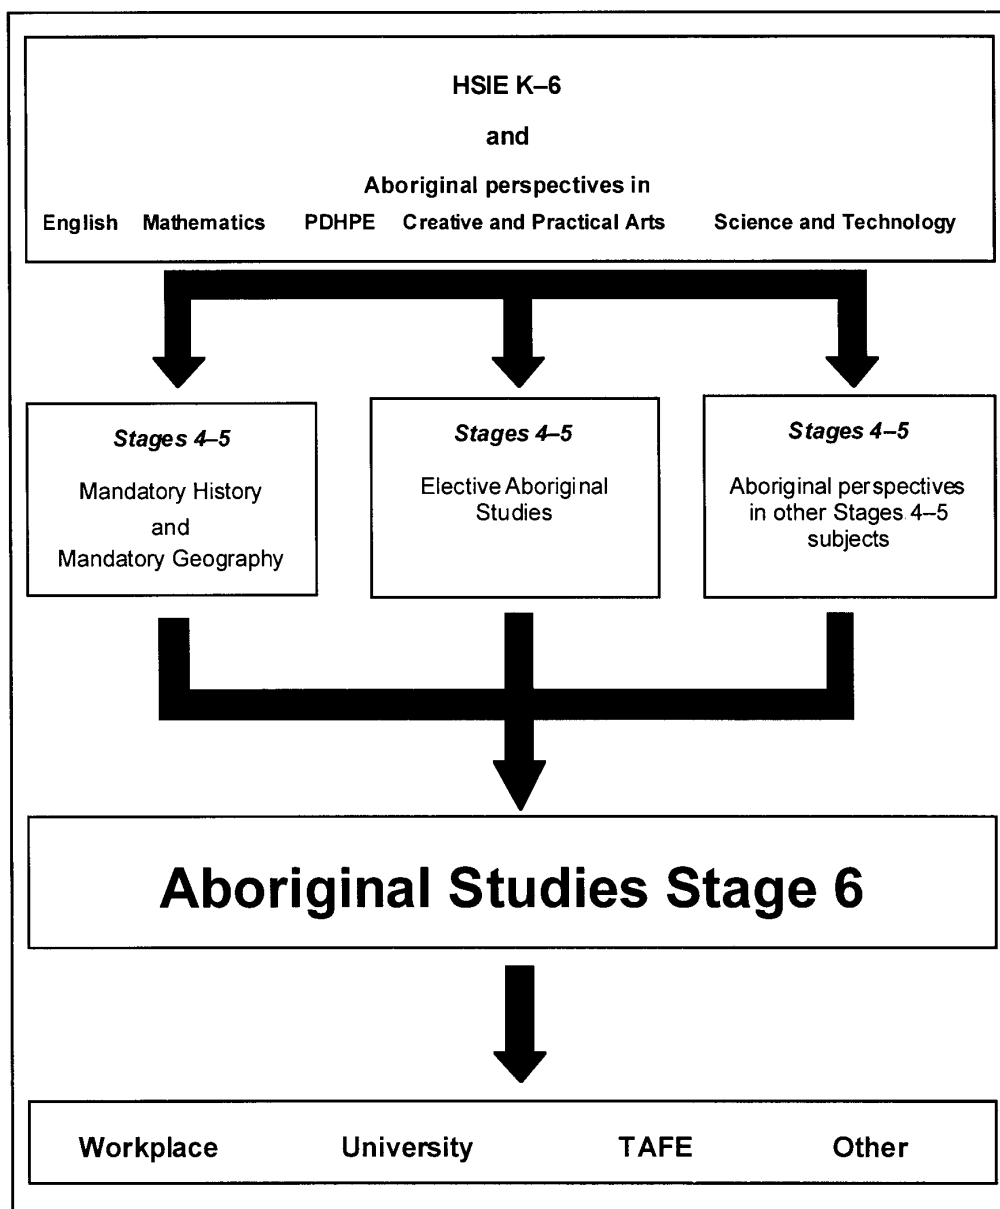 HSIE K–6
and
Aboriginal perspectives in
English Mathematics PDHPE Creative and Practical Arts Science and Technology
Stages 4–5
Mandatory History
and
Mandatory Geography
Stages 4–5
Elective Aboriginal
Studies
Stages 4–5
Aboriginal perspectives
in other Stages 4–5
subjects
Aboriginal Studies Stage 6
Workplace University TAFE Other